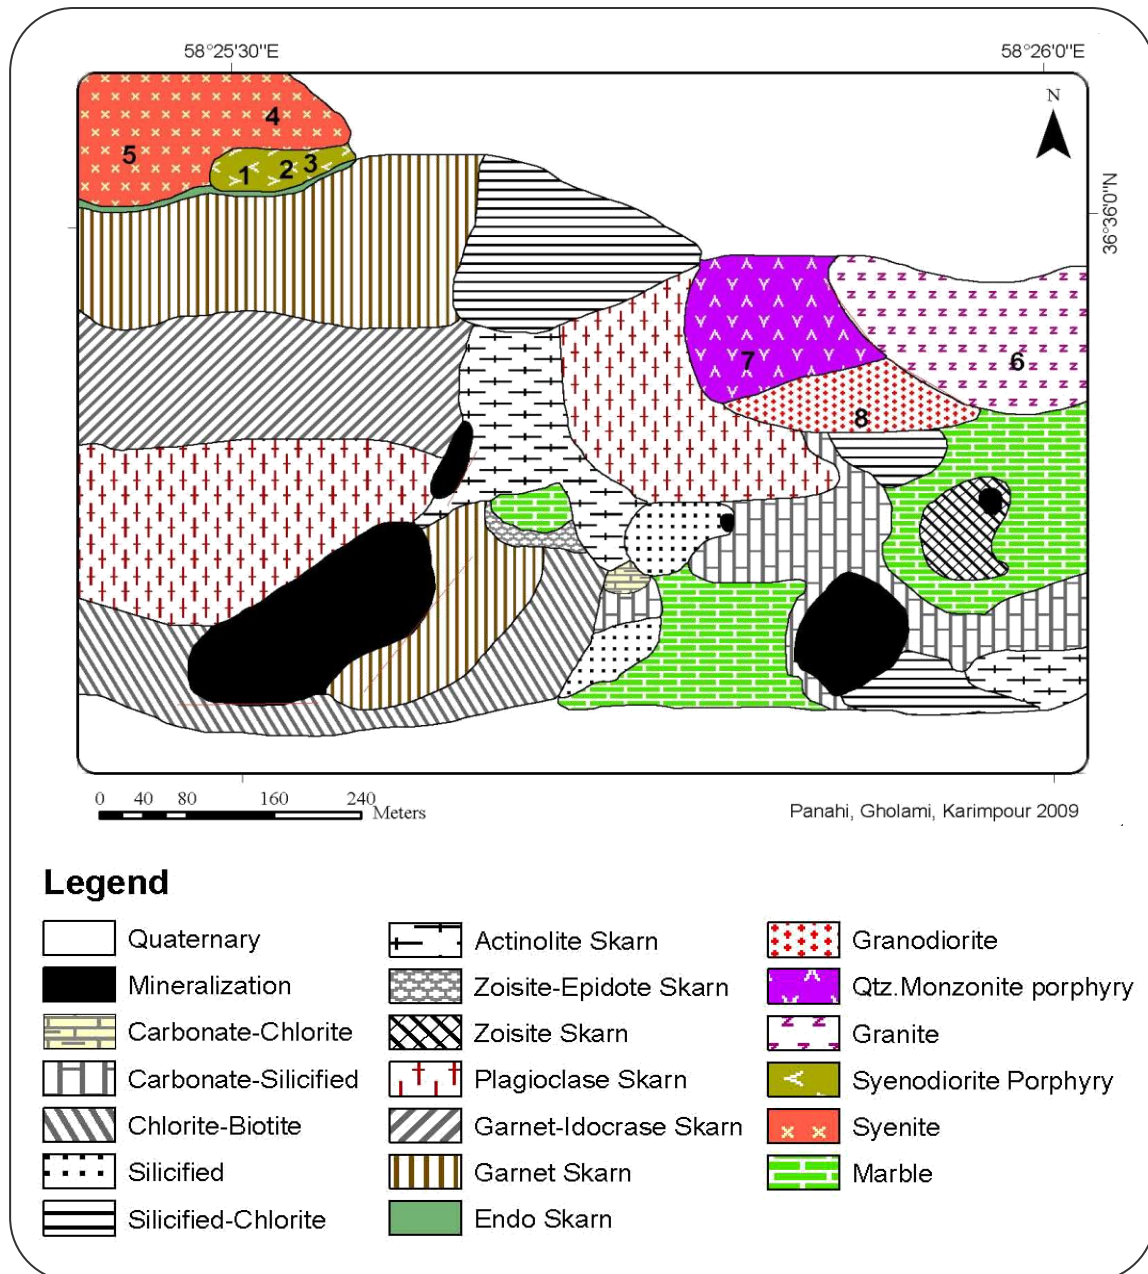 58°25'30"E
58°26'0"E
N
4
5
1 2 3
36°36'0"N
7
6
8
0 40 80 160 240
Meters
Panahi, Gholami, Karimpour 2009
Legend
Quaternary
Mineralization
Carbonate-Chlorite
Carbonate-Silicified
Chlorite-Biotite
Silicified
Silicified-Chlorite
Actinolite Skarn
Zoisite-Epidote Skarn
Zoisite Skarn
Plagioclase Skarn
Garnet-Idocrase Skarn
Garnet Skarn
Endo Skarn
Granodiorite
Qtz.Monzonite porphyry
Granite
Syenodiorite Porphyry
Syenite
Marble